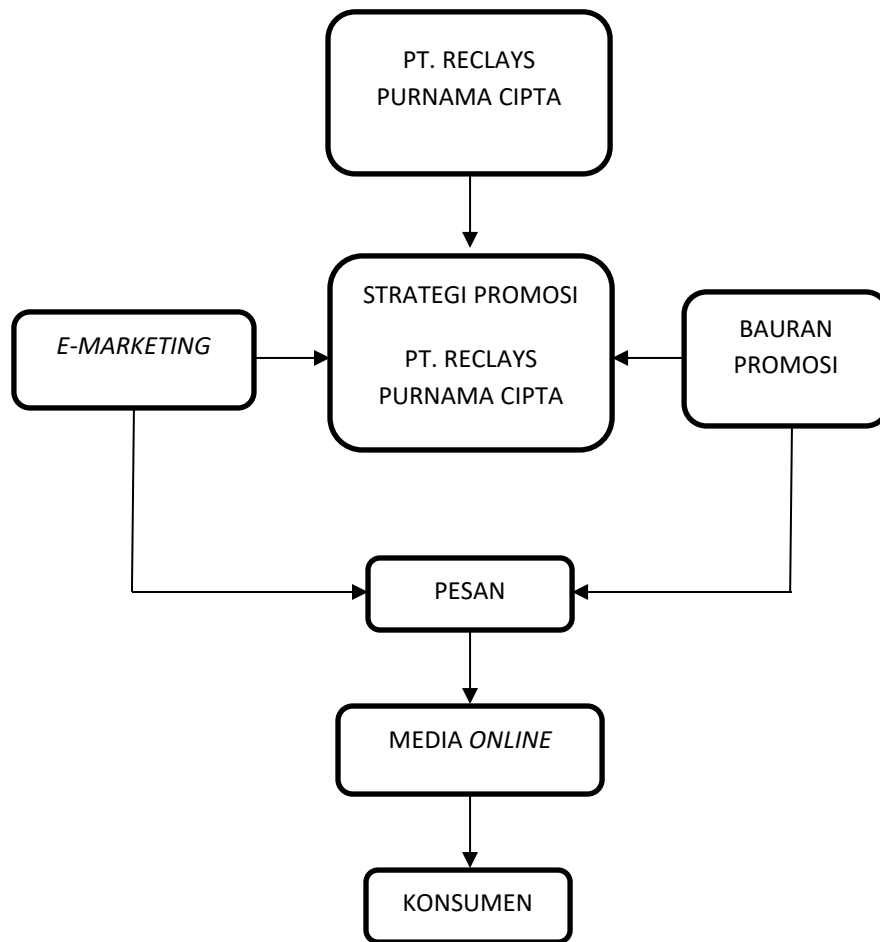 PT. RECLAYS
PURNAMA CIPTA
STRATEGI PROMOSI
PT. RECLAYS
PURNAMA CIPTA
E-MARKETING
BAURAN
PROMOSI
PESAN
MEDIA ONLINE
KONSUMEN